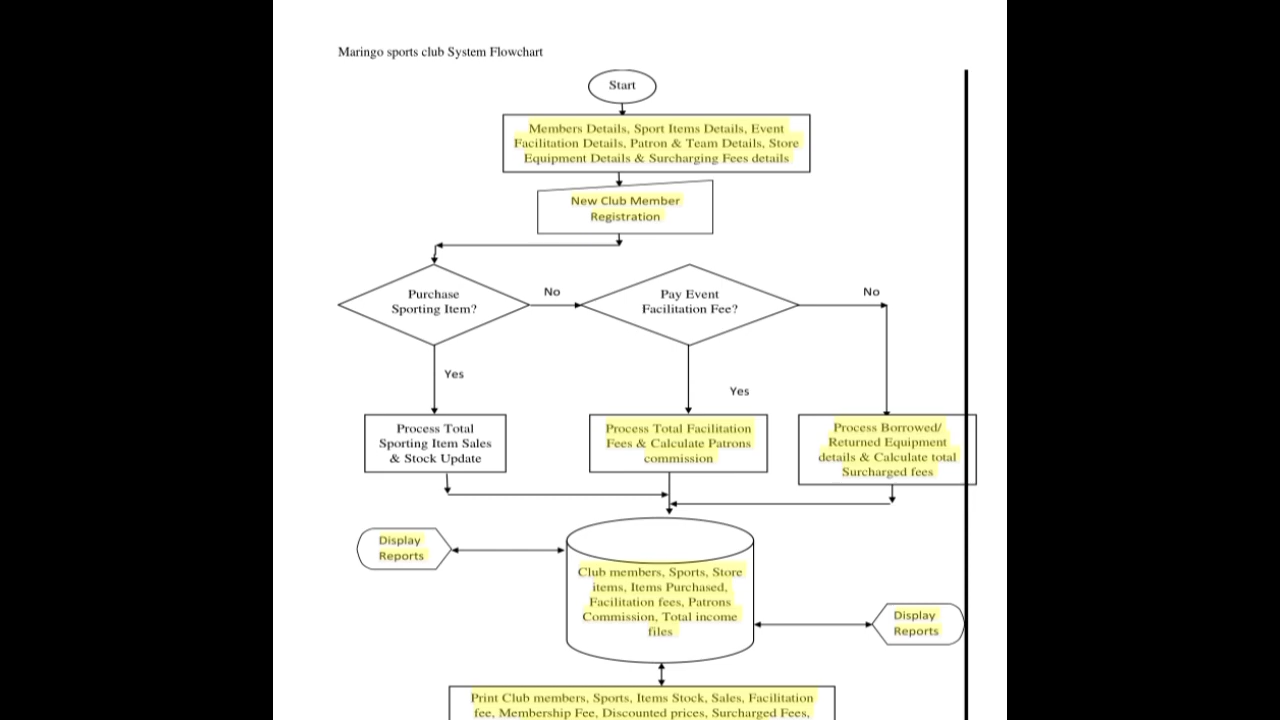 Maringo sports club System Flowchart
Start
Members Details, Sport Items Details, Event
Facilitation Details, Patron & Team Details, Store
Equipment Details & Surcharging Fees details
New Club Member
Registration
Purchase
Sporting Item?
No
Pay Event
Facilitation Fee?
No
Yes
Yes
Process Total
Sporting Item Sales
& Stock Update
Process Total Facilitation
Fees & Calculate Patrons
commission
Process Borrowed/
Returned Equipment
details & Calculate total
Surcharged fees
Display
Reports
Club members, Sports, Store
items, Items Purchased,
Facilitation fees, Patrons
Commission, Total income
files
Display
Reports
Print Club members, Sports, Items Stock, Sales, Facilitation
fee, Membership Fee, Discounted prices, Surcharged Fees,